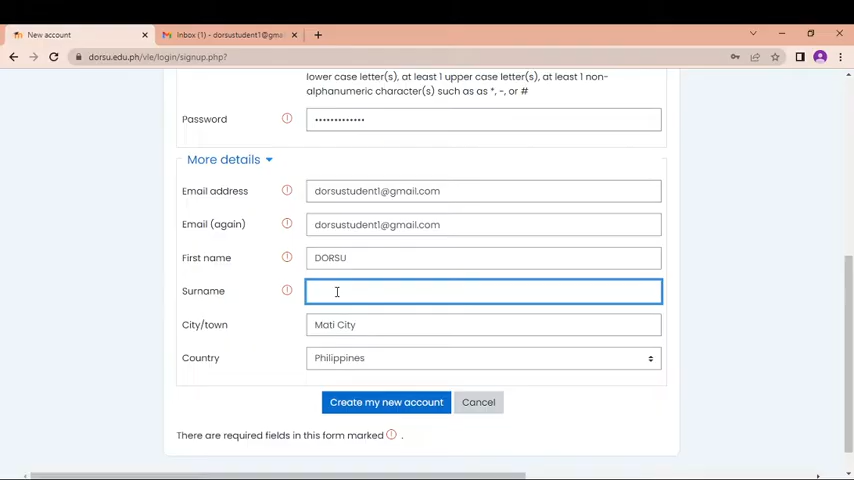 New account
Inbox (1) - dorsustudent1@gmai
dorsu.edu.ph/vle/login/signup.php?
lower case letter(s), at least 1 upper case letter(s), at least 1 non-
alphanumeric character(s) such as as *, -, or #
Password •••••••••••••
More details
Email address dorsustudent1@gmail.com
Email (again) dorsustudent1@gmail.com
First name DORSU
Surname
City/town Mati City
Country Philippines
Create my new account Cancel
There are required fields in this form marked .